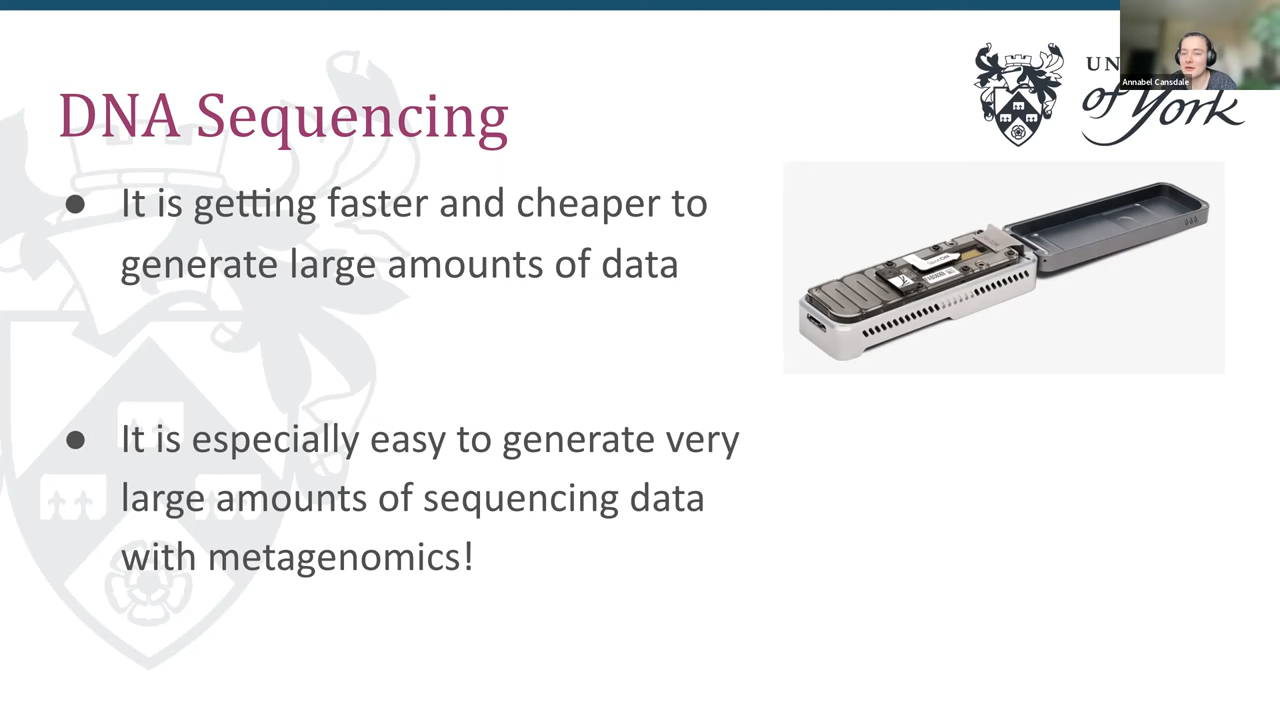 UN
of York
Annabel Cansdale
DNA Sequencing
● It is getting faster and cheaper to
generate large amounts of data
● It is especially easy to generate very
large amounts of sequencing data
with metagenomics!